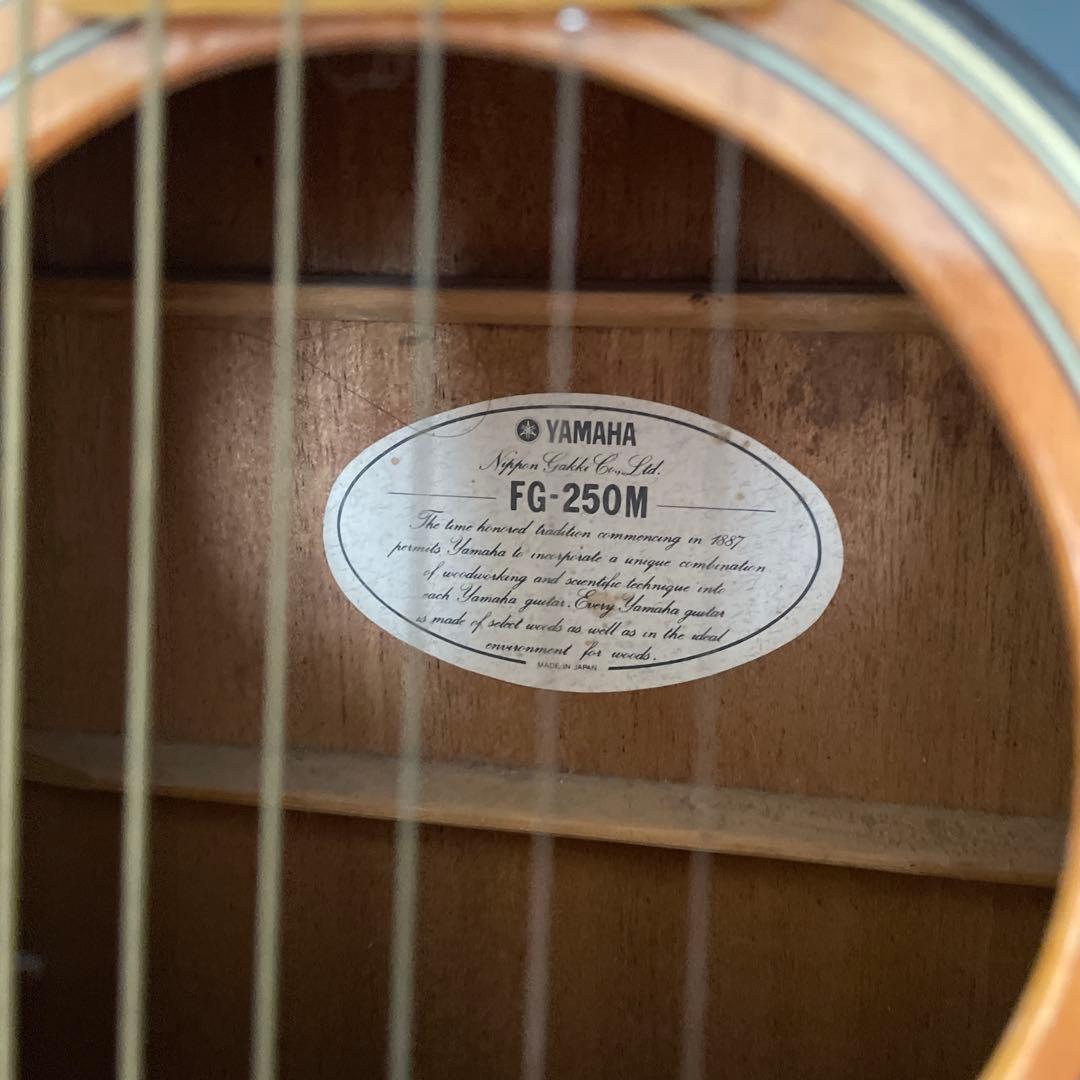 YAMAHA
Nippon Gakki Co., Ltd.
FG-250M
The time honored tradition commencing in 1887
permits Yamaha to incorporate a unique combination
of woodworking and scientific technique into
each Yamaha guitar. Every Yamaha guitar
is made of select woods as well as in the ideal
environment for woods.
MADE IN JAPAN